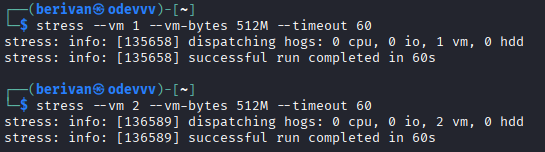 ┌──(berivan㉿odevvv)-[~]
└─$ stress --vm 1 --vm-bytes 512M --timeout 60
stress: info: [135658] dispatching hogs: 0 cpu, 0 io, 1 vm, 0 hdd
stress: info: [135658] successful run completed in 60s
┌──(berivan㉿odevvv)-[~]
└─$ stress --vm 2 --vm-bytes 512M --timeout 60
stress: info: [136589] dispatching hogs: 0 cpu, 0 io, 2 vm, 0 hdd
stress: info: [136589] successful run completed in 60s